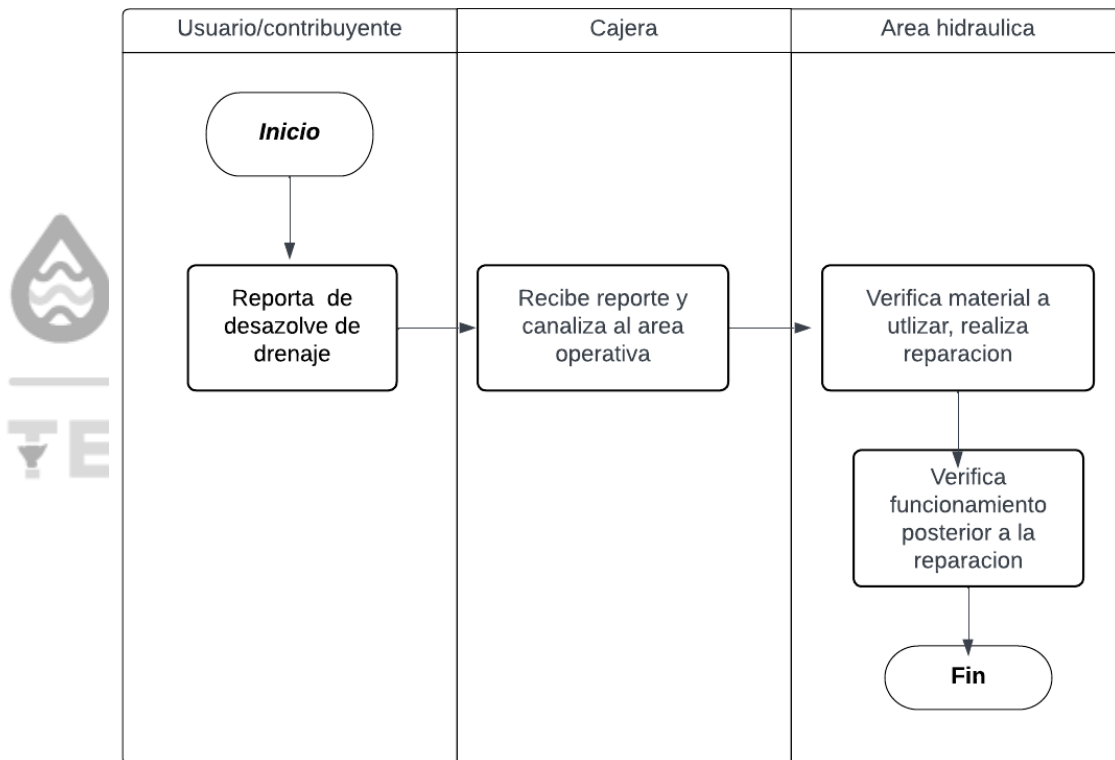 Usuario/contribuyente
Cajera
Area hidraulica
Inicio
Reporta de
desazolve de
drenaje
Recibe reporte y
canaliza al area
operativa
Verifica material a
utlizar, realiza
reparacion
Verifica
funcionamiento
posterior a la
reparacion
Fin
TE